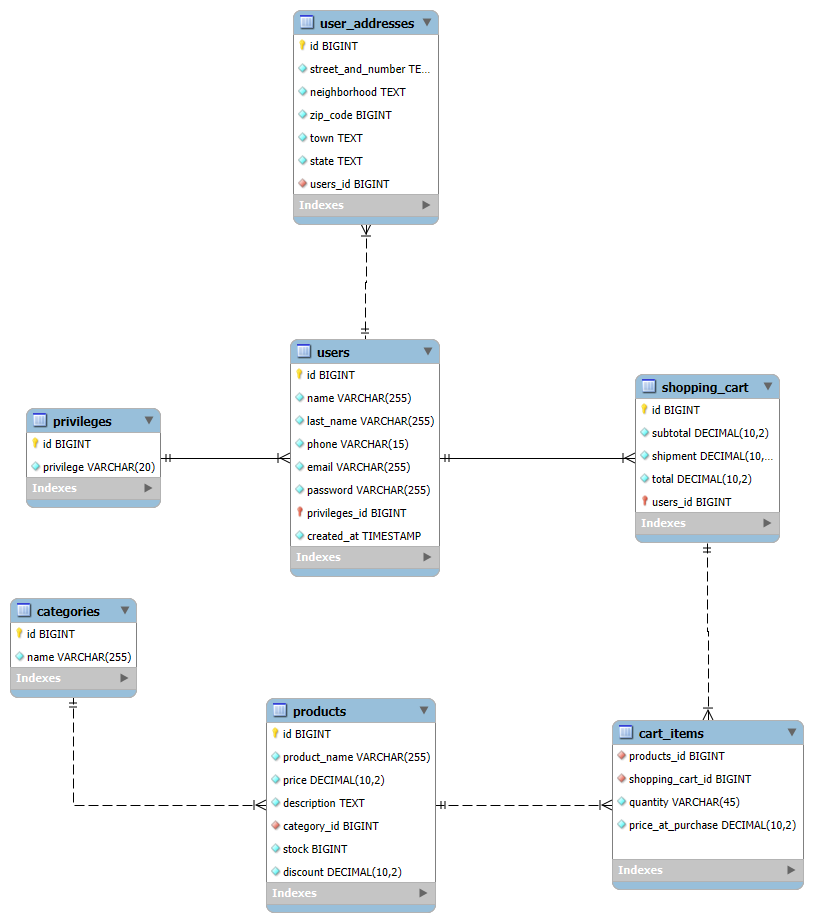 user_addresses
id BIGINT
street_and_number TE...
neighborhood TEXT
zip_code BIGINT
town TEXT
state TEXT
users_id BIGINT
Indexes
users
id BIGINT
name VARCHAR(255)
last_name VARCHAR(255)
phone VARCHAR(15)
email VARCHAR(255)
password VARCHAR(255)
privileges_id BIGINT
created_at TIMESTAMP
Indexes
shopping_cart
id BIGINT
subtotal DECIMAL(10,2)
shipment DECIMAL(10,...
total DECIMAL(10,2)
users_id BIGINT
Indexes
privileges
id BIGINT
privilege VARCHAR(20)
Indexes
categories
id BIGINT
name VARCHAR(255)
Indexes
products
id BIGINT
product_name VARCHAR(255)
price DECIMAL(10,2)
description TEXT
category_id BIGINT
stock BIGINT
discount DECIMAL(10,2)
Indexes
cart_items
products_id BIGINT
shopping_cart_id BIGINT
quantity VARCHAR(45)
price_at_purchase DECIMAL(10,2)
Indexes